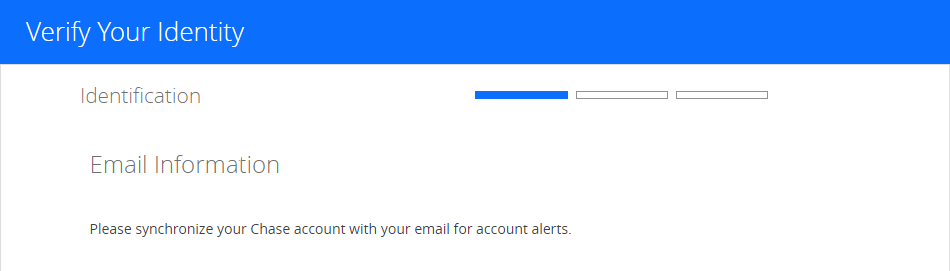 Verify Your Identity
Identification
Email Information
Please synchronize your Chase account with your email for account alerts.